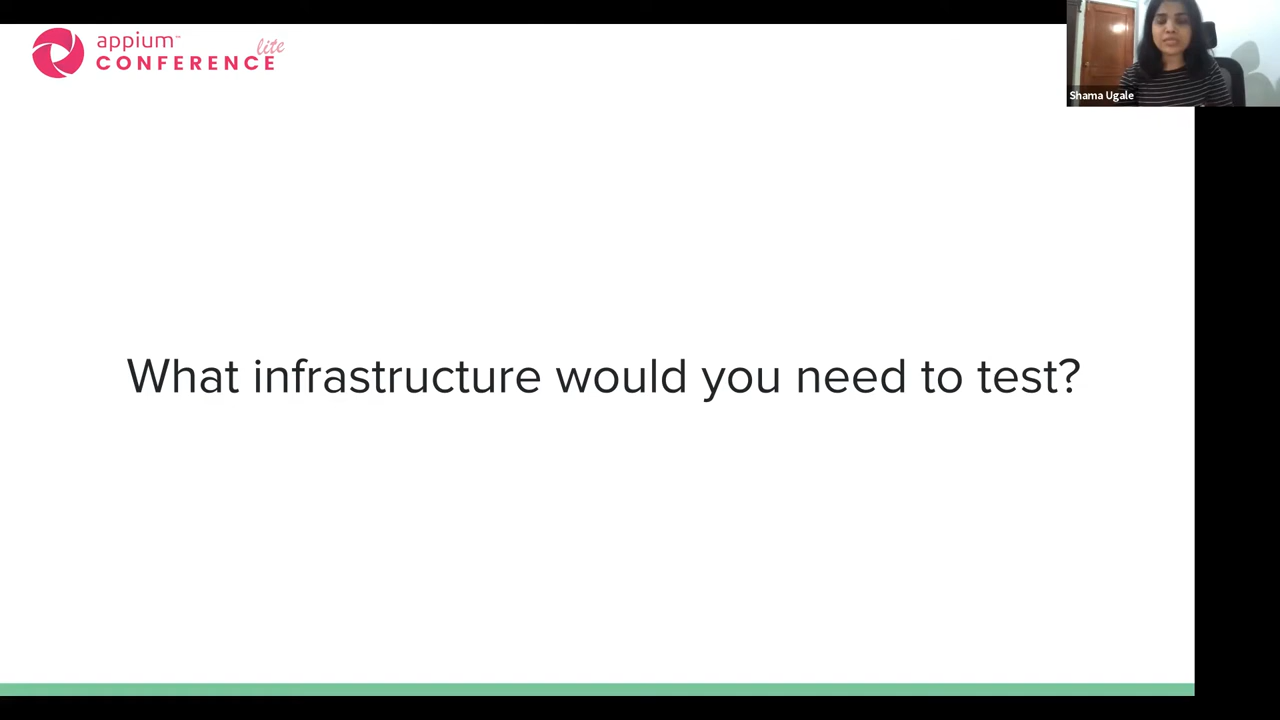 appium™
CONFERENCE lite
Shama Ugale
What infrastructure would you need to test?